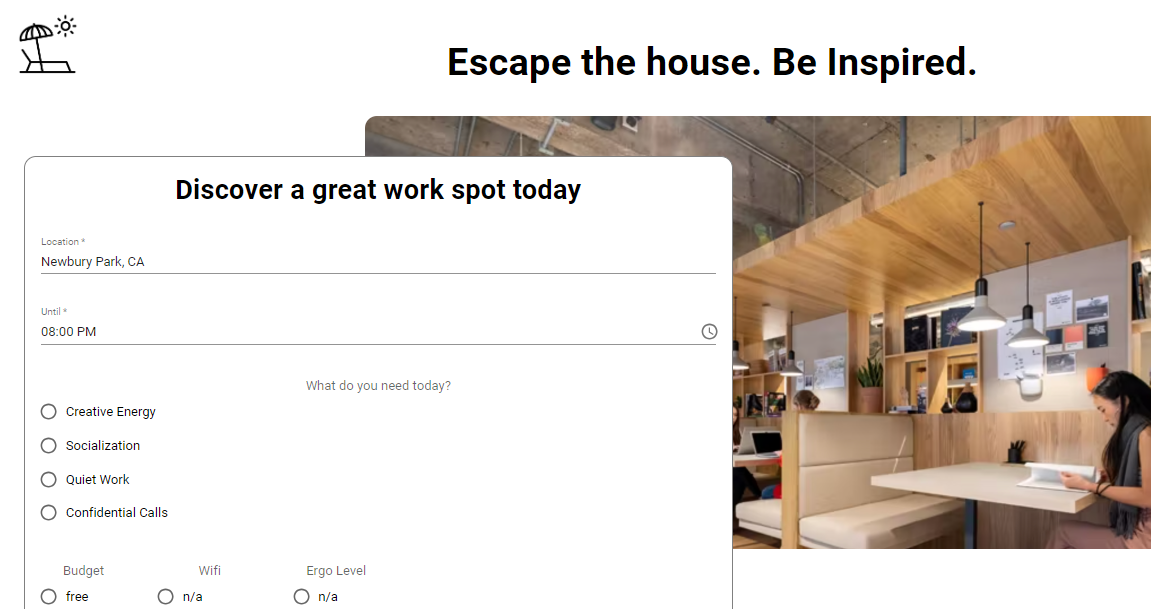 Escape the house. Be Inspired.
Discover a great work spot today
Location *
Newbury Park, CA
Until *
08:00 PM
What do you need today?
Creative Energy
Socialization
Quiet Work
Confidential Calls
Budget Wifi Ergo Level
free n/a n/a